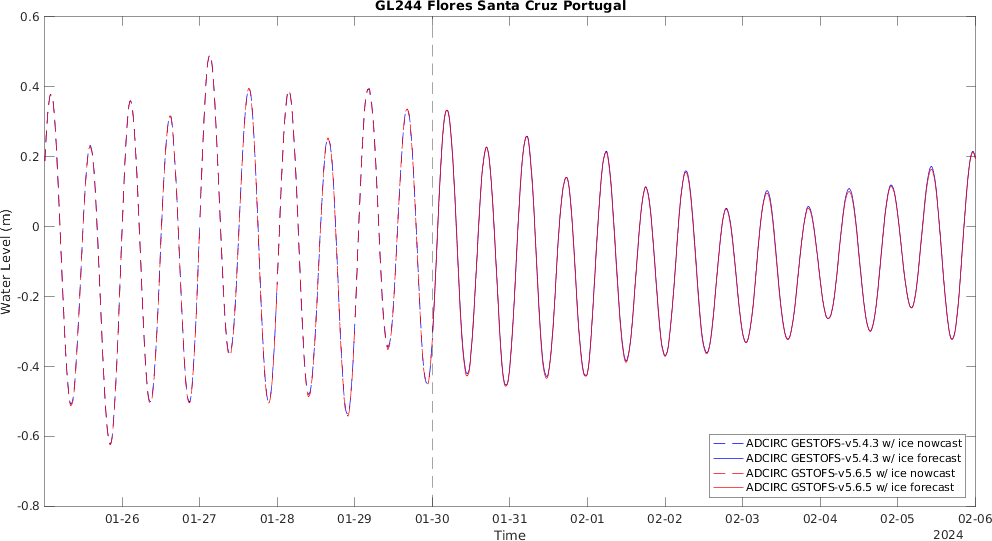 GL244 Flores Santa Cruz Portugal
0.6
0.4
0.2
0
-0.2
-0.4
-0.6
-0.8
Water Level (m)
ADCIRC GESTOFS-v5.4.3 w/ ice nowcast
ADCIRC GESTOFS-v5.4.3 w/ ice forecast
ADCIRC GSTOFS-v5.6.5 w/ ice nowcast
ADCIRC GSTOFS-v5.6.5 w/ ice forecast
01-26 01-27 01-28 01-29 01-30 01-31 02-01 02-02 02-03 02-04 02-05 02-06
Time
2024